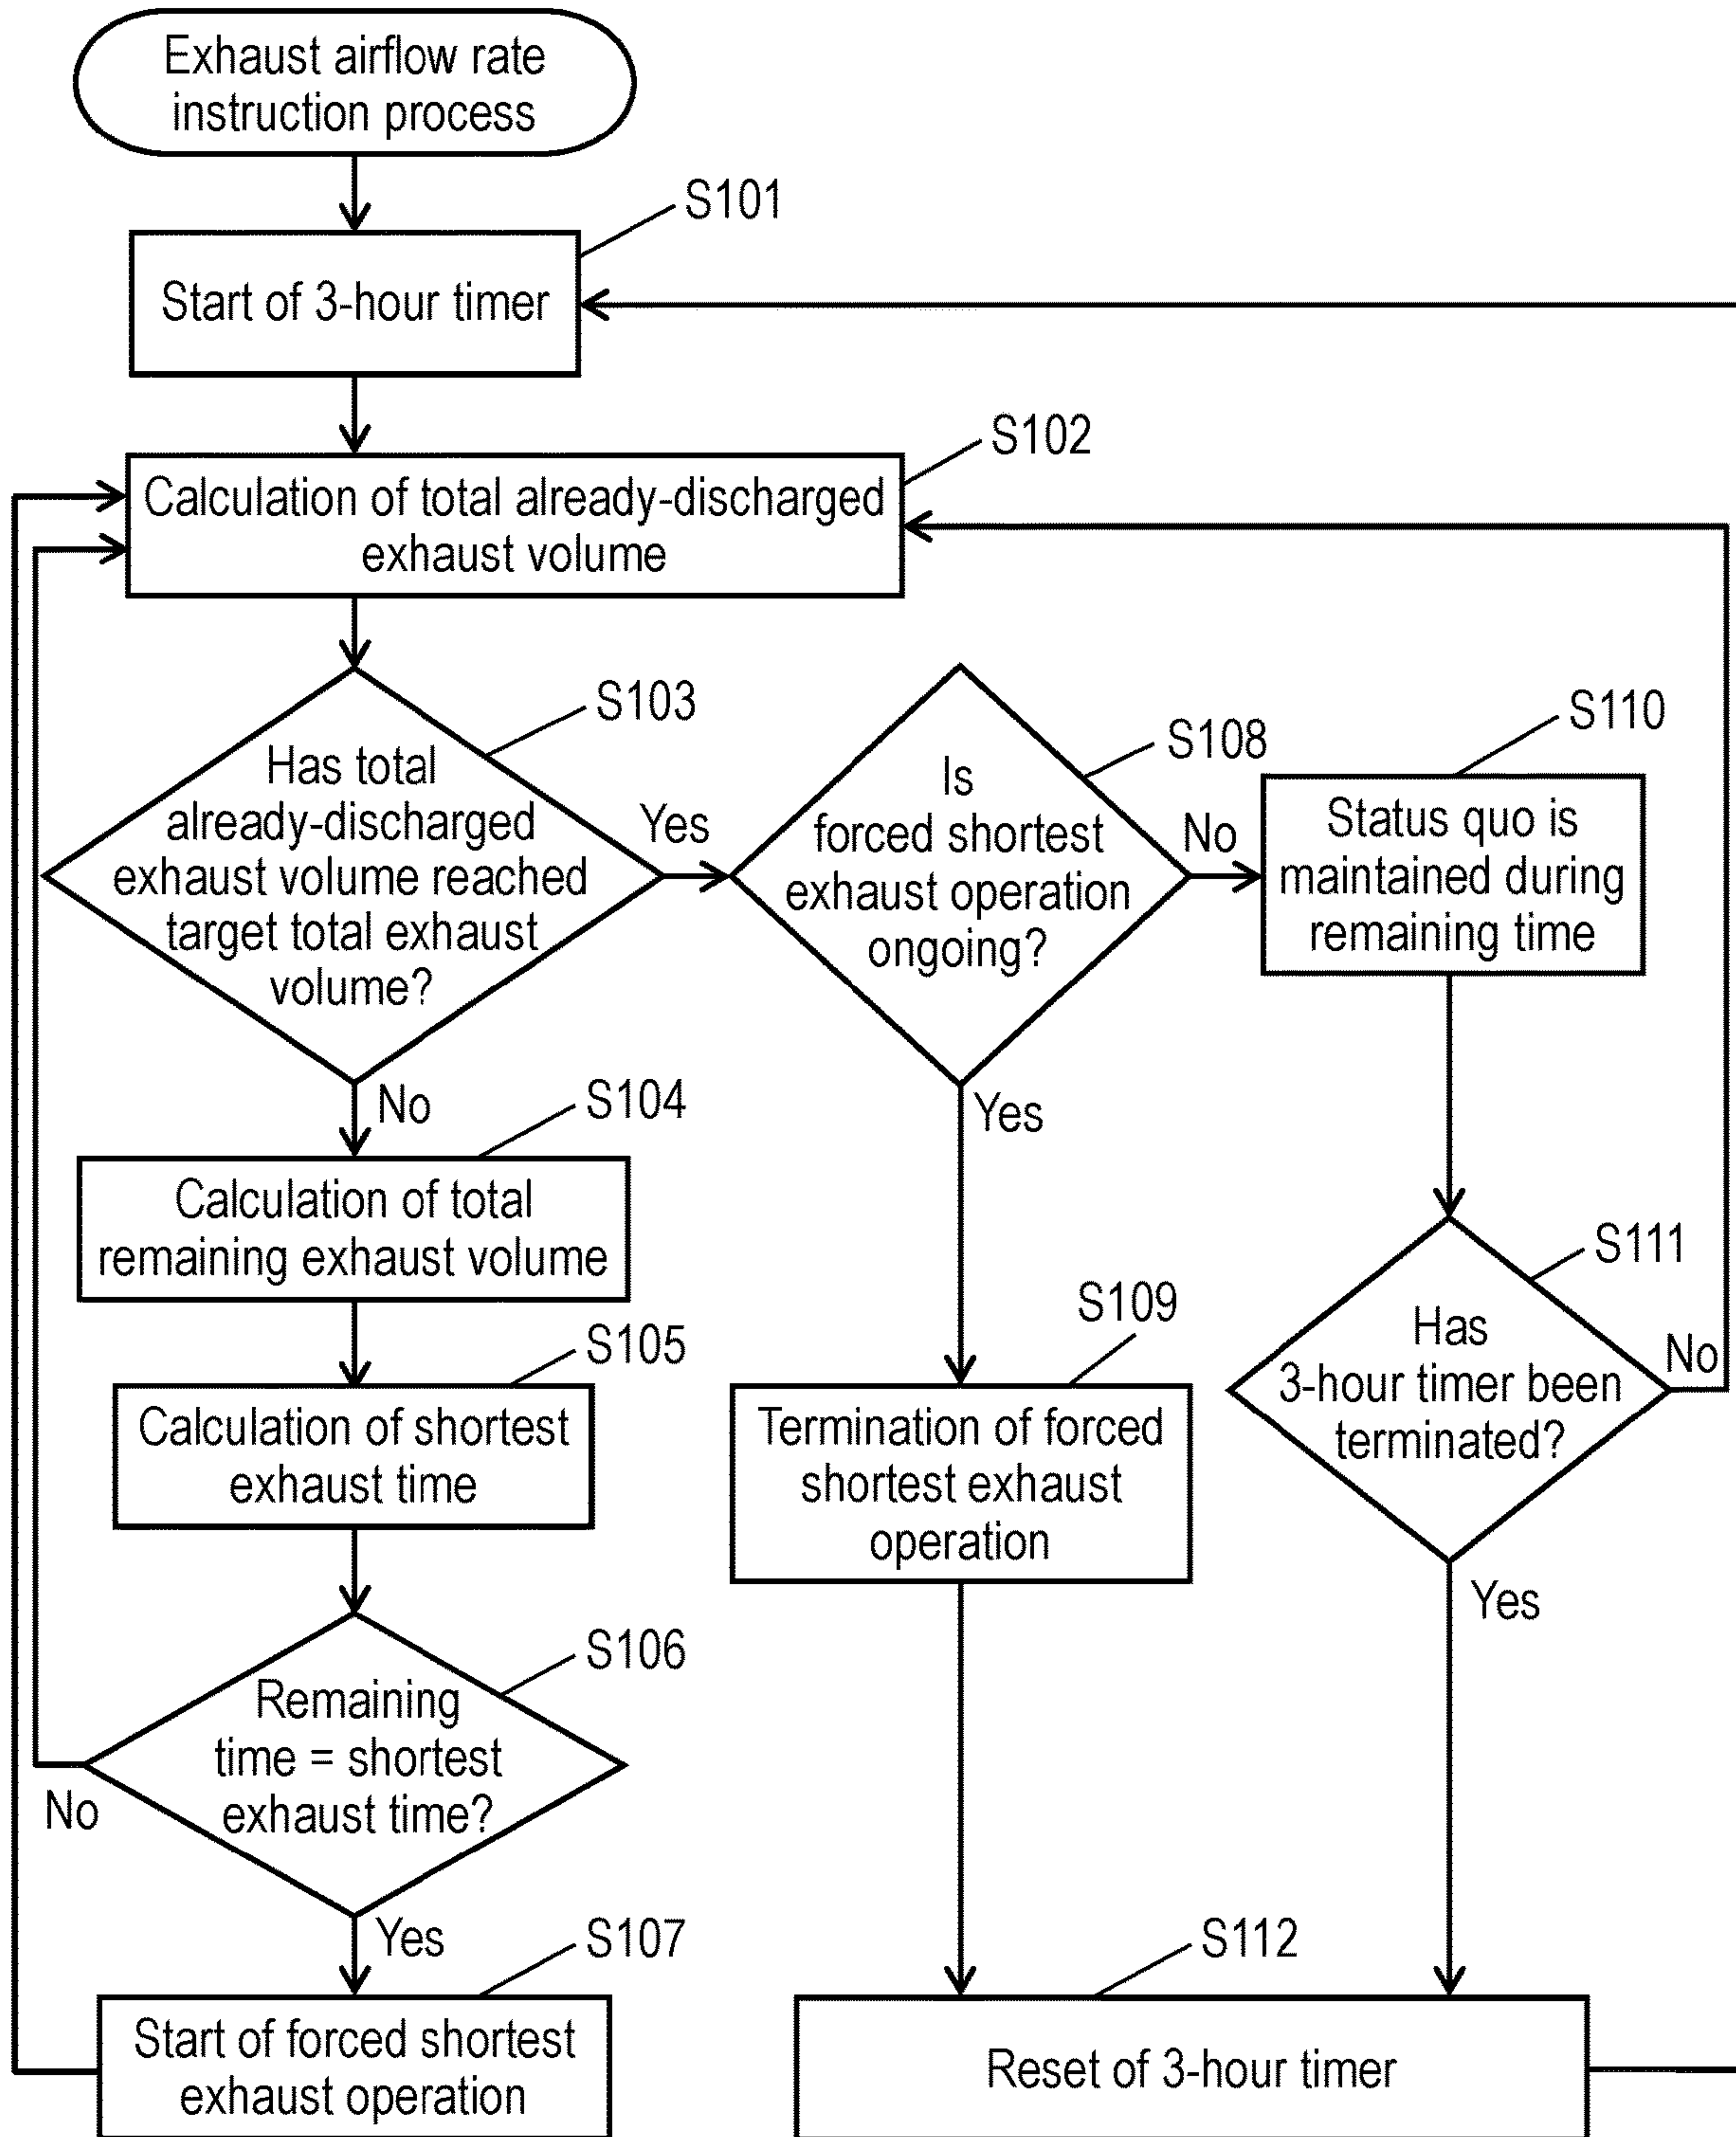 Exhaust airflow rate
instruction process
S101
Start of 3-hour timer
S102
Calculation of total already-discharged
exhaust volume
S103
Has total
already-discharged
exhaust volume reached
target total exhaust
volume?
Yes
No
S108
Is
forced shortest
exhaust operation
ongoing?
No
Yes
S110
Status quo is
maintained during
remaining time
S104
Calculation of total
remaining exhaust volume
S105
Calculation of shortest
exhaust time
S109
Termination of forced
shortest exhaust
operation
S111
Has
3-hour timer been
terminated?
No
Yes
S106
Remaining
time = shortest
exhaust time?
No
Yes
S107
Start of forced shortest
exhaust operation
S112
Reset of 3-hour timer